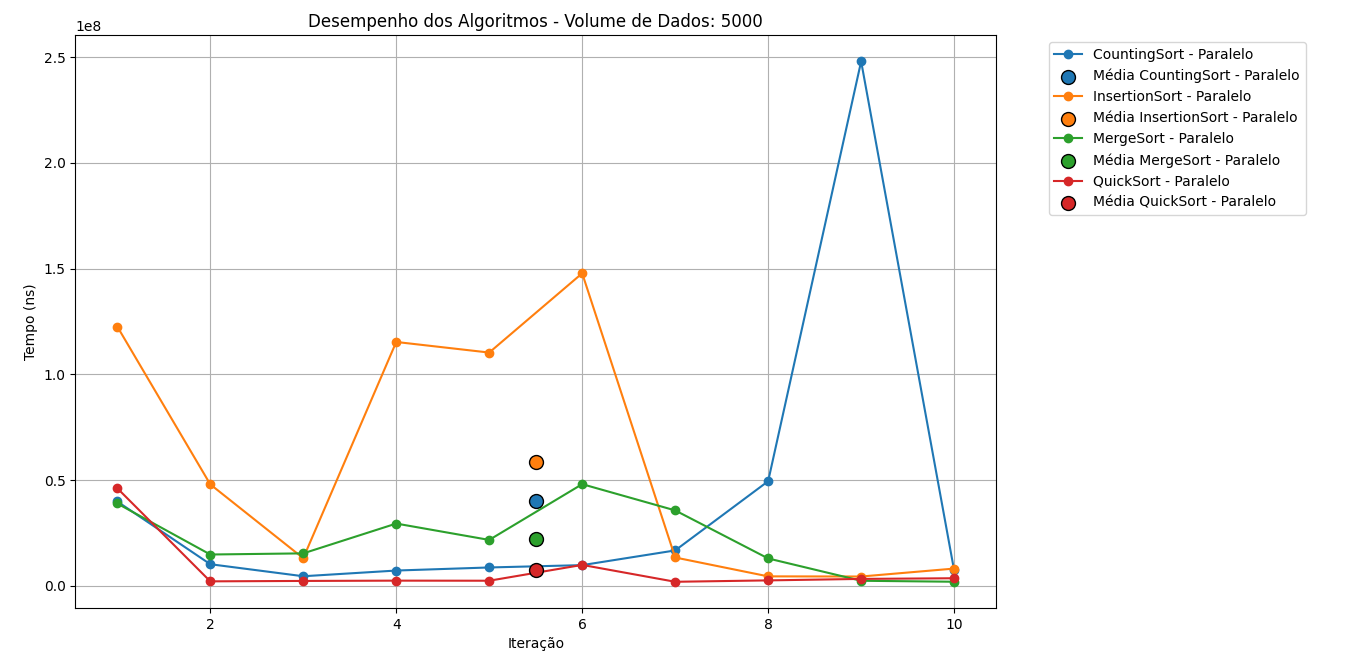 Desempenho dos Algoritmos - Volume de Dados: 5000
1e8
2.5
2.0
1.5
1.0
0.5
0.0
Tempo (ns)
2
4
6
8
10
Iteração
CountingSort - Paralelo
Média CountingSort - Paralelo
InsertionSort - Paralelo
Média InsertionSort - Paralelo
MergeSort - Paralelo
Média MergeSort - Paralelo
QuickSort - Paralelo
Média QuickSort - Paralelo